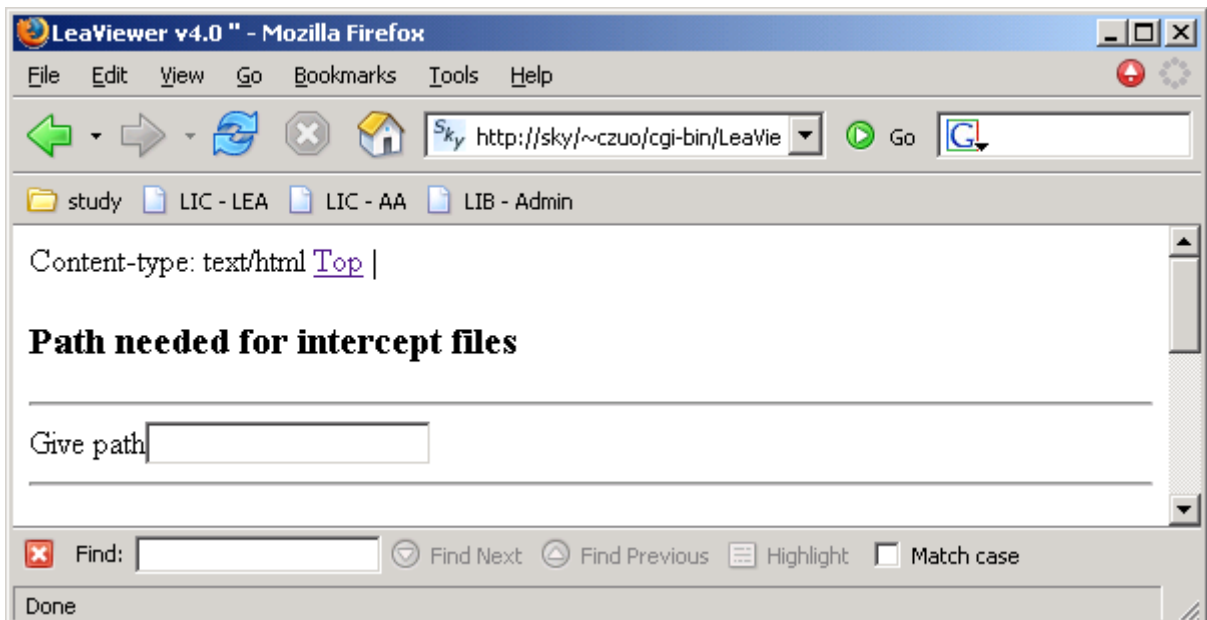 LeaViewer v4.0 " - Mozilla Firefox
File Edit View Go Bookmarks Tools Help
Sky http://sky/~czuo/cgi-bin/LeaVie Go G
study LIC - LEA LIC - AA LIB - Admin
Content-type: text/html Top |
Path needed for intercept files
Give path
Find: Find Next Find Previous Highlight Match case
Done